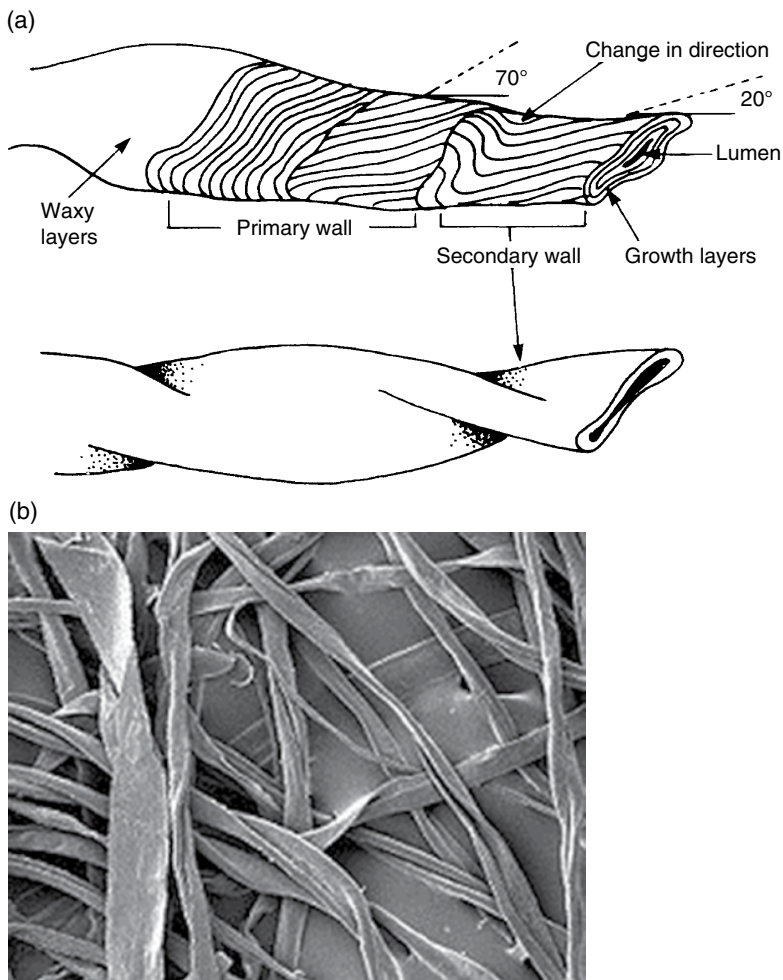 (a)
Change in direction
70°
20°
Lumen
Waxy
layers
Primary wall
Secondary wall
Growth layers
(b)